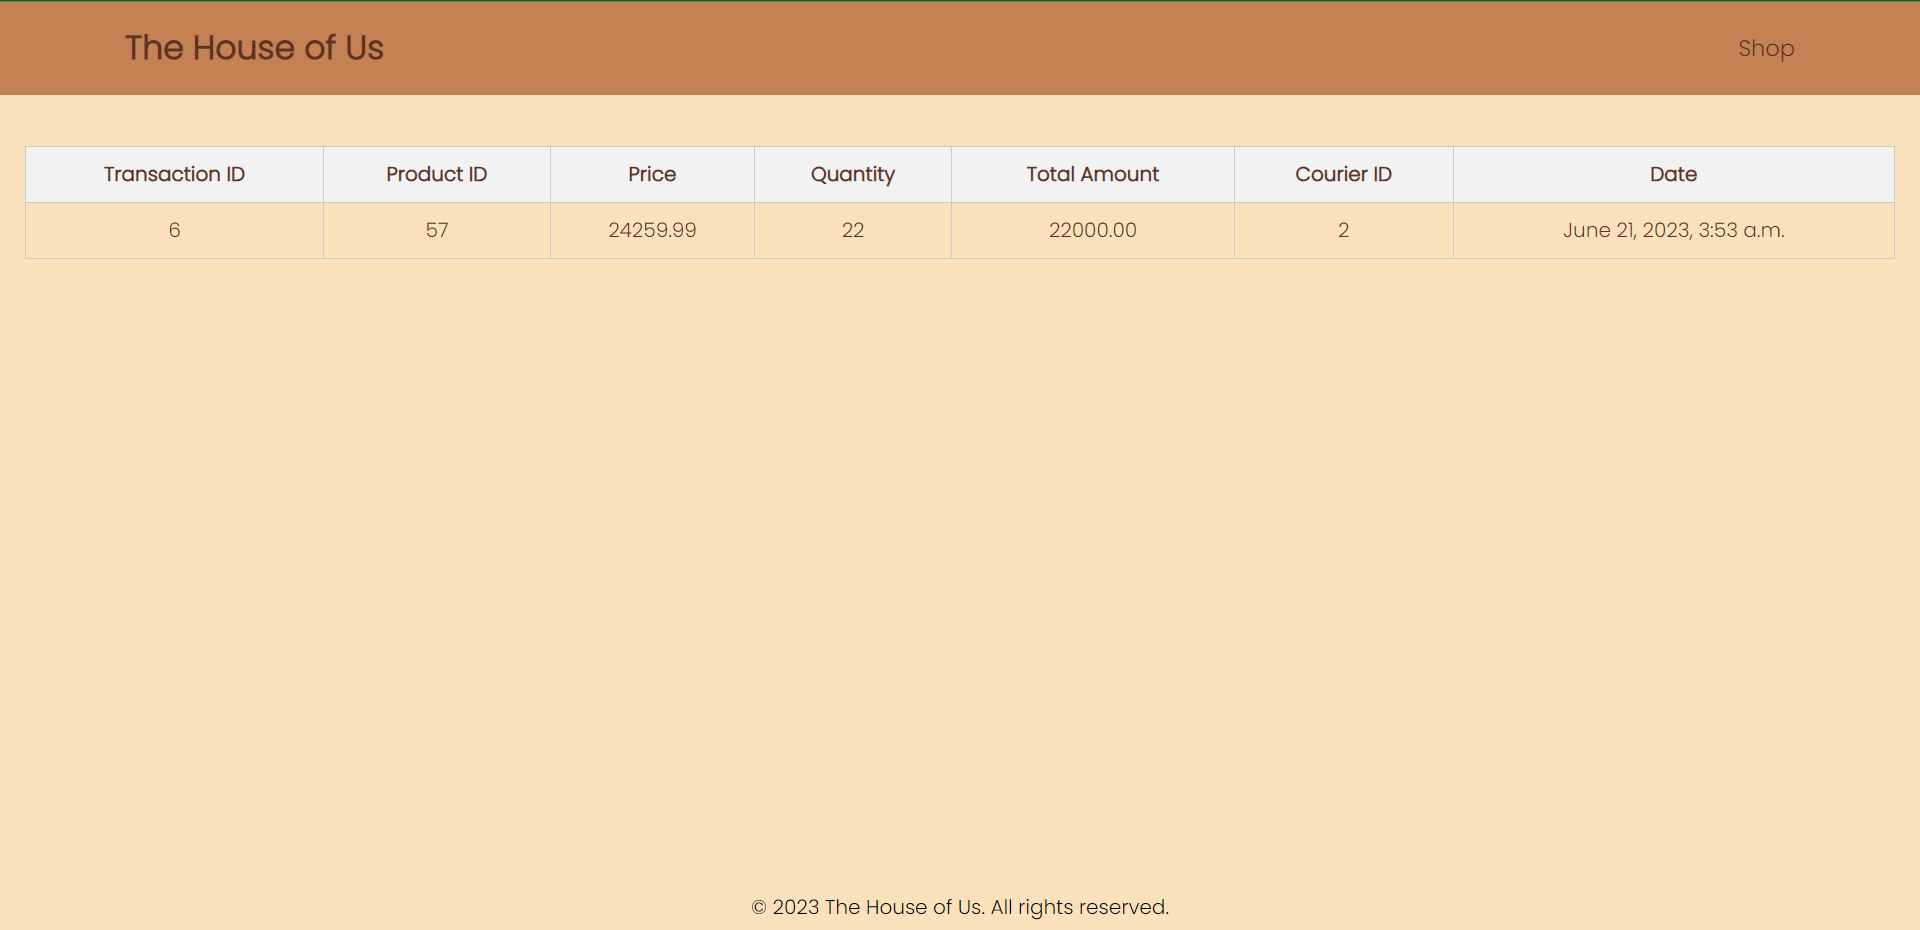 The House of Us Shop
Transaction ID Product ID Price Quantity Total Amount Courier ID Date
6 57 24259.99 22 22000.00 2 June 21, 2023, 3:53 a.m.
© 2023 The House of Us. All rights reserved.